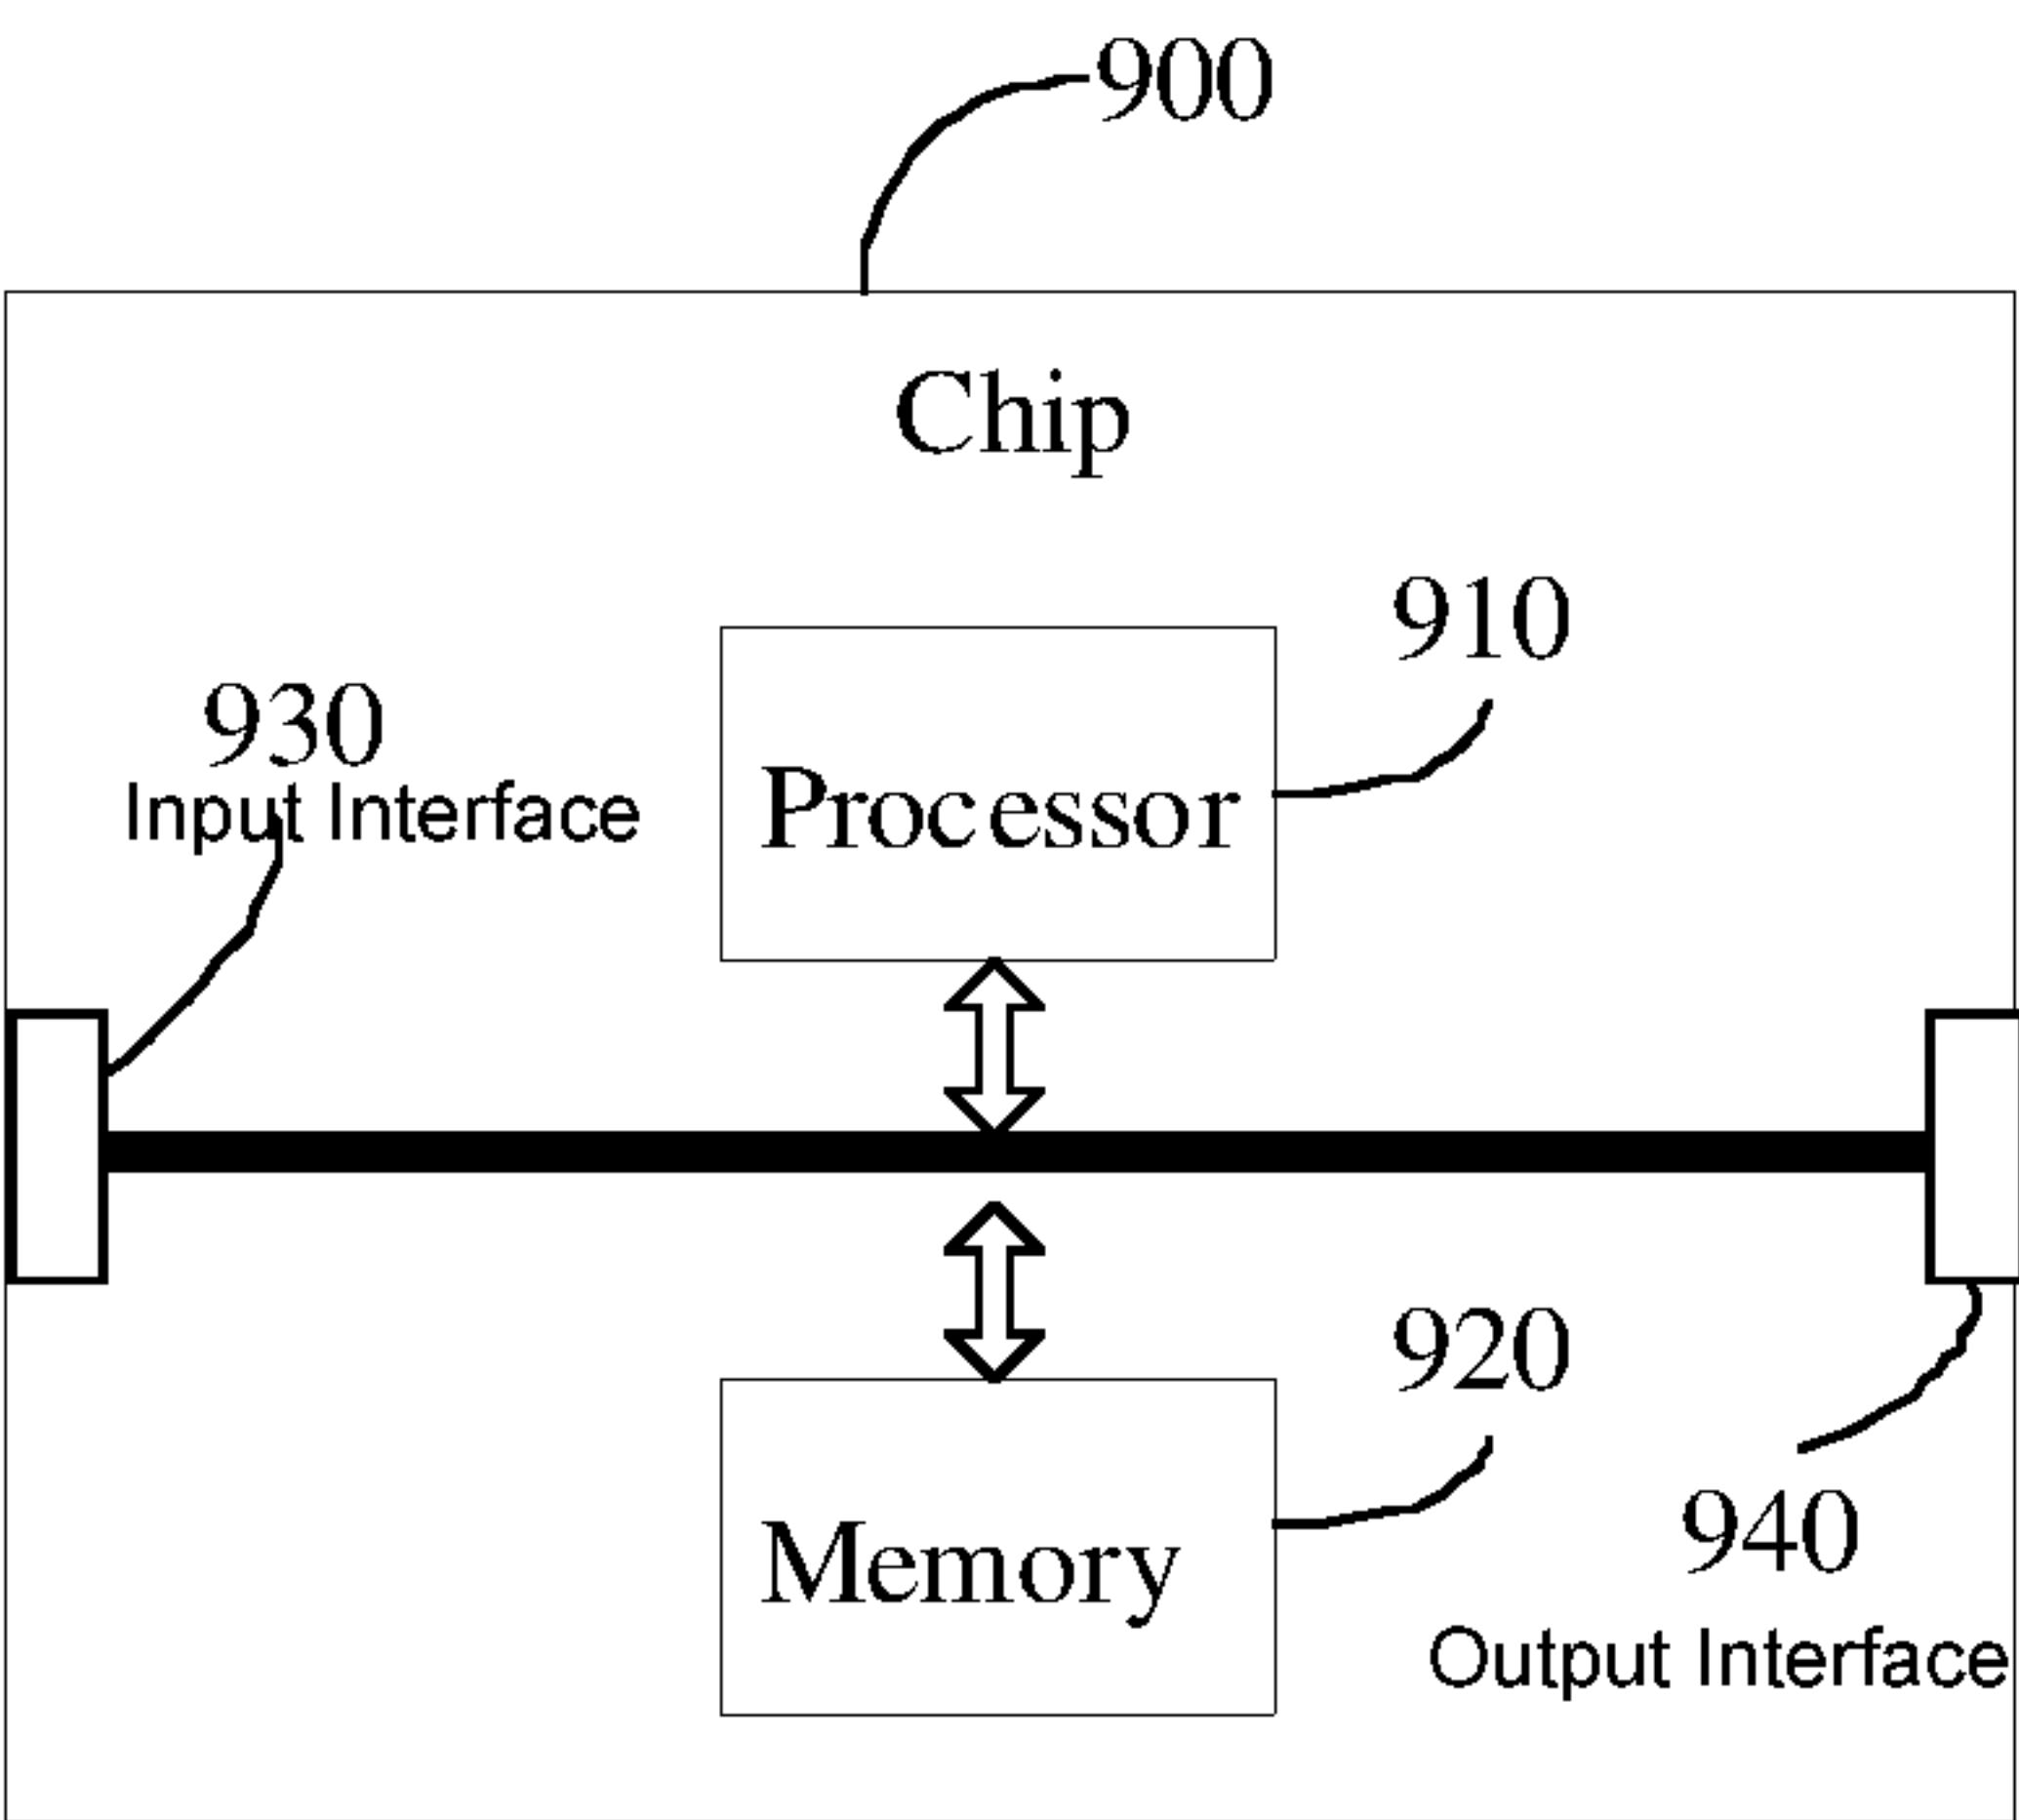 900
Chip
910
930
Input Interface
Processor
920
Memory
940
Output Interface